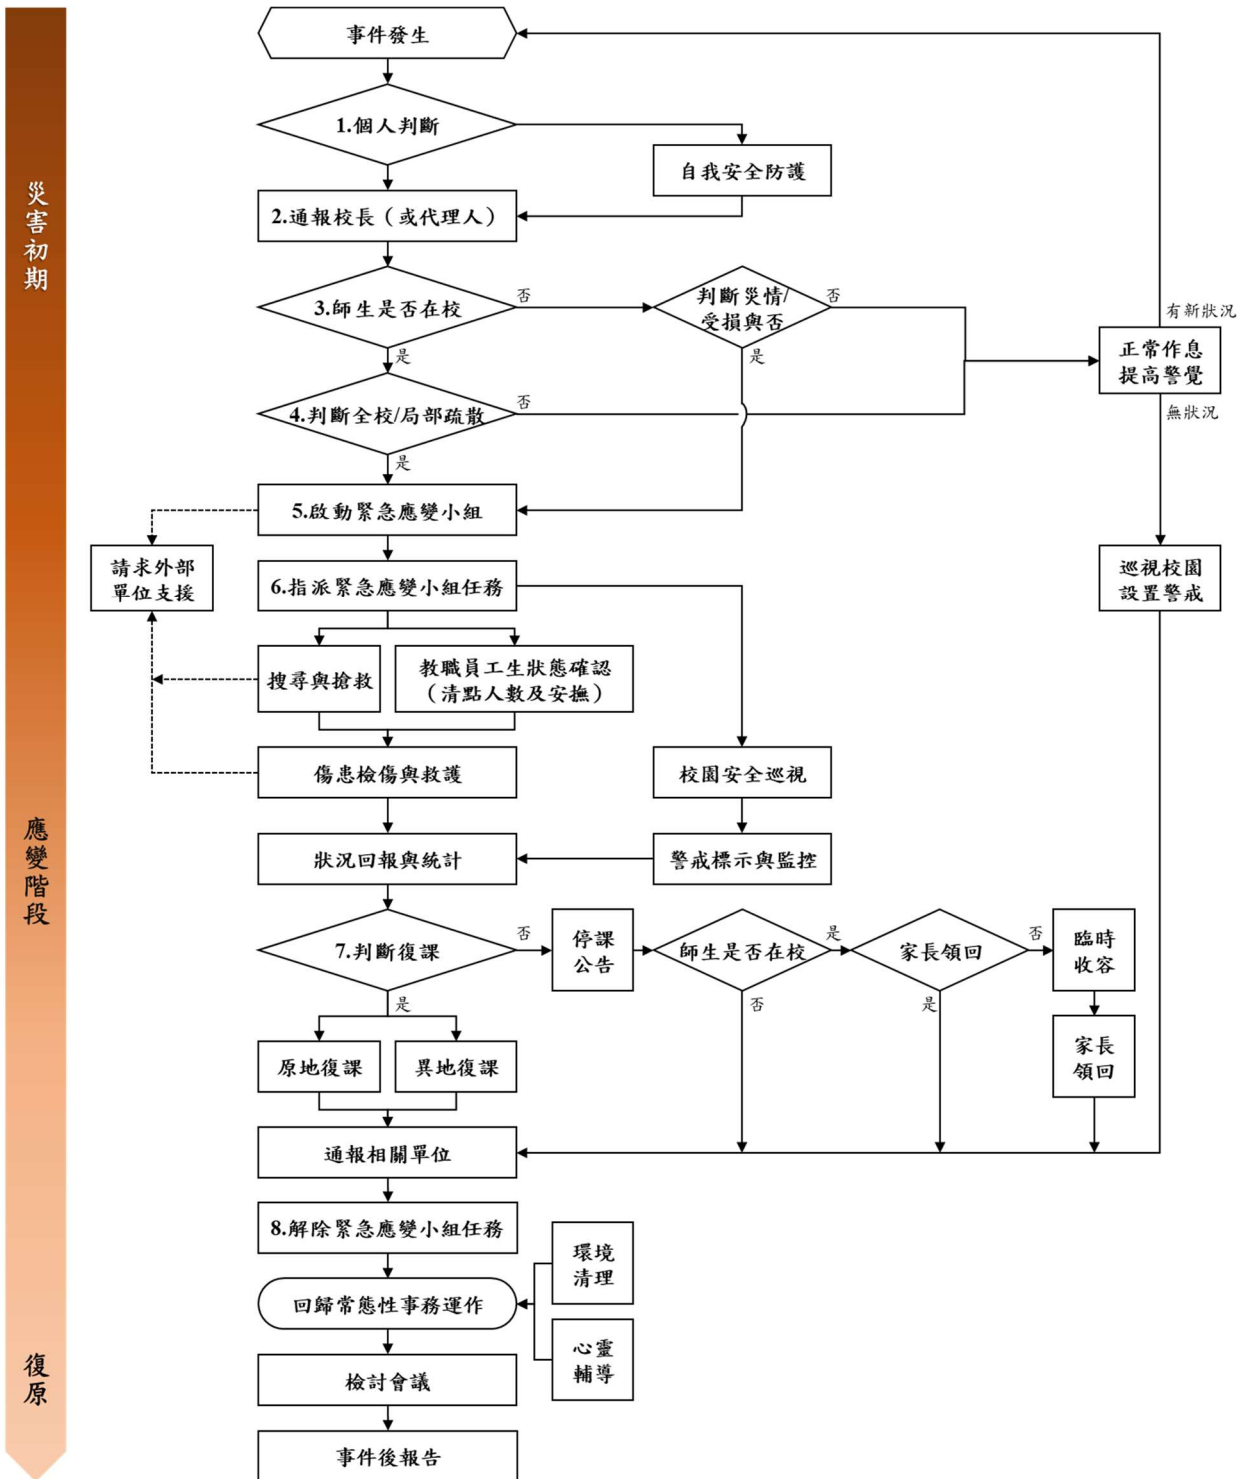 事件發生
1.個人判斷
自我安全防護
2.通報校長（或代理人）
災害初期
3.師生是否在校
否
判斷災情/
受損與否
否
有新狀況
正常作息
提高警覺
無狀況
是
是
4.判斷全校/局部疏散
否
是
5.啟動緊急應變小組
請求外部
單位支援
6.指派緊急應變小組任務
巡視校園
設置警戒
搜尋與搶救
教職員工生狀態確認
（清點人數及安撫）
傷患檢傷與救護
校園安全巡視
應變階段
狀況回報與統計
警戒標示與監控
7.判斷復課
否
停課
公告
師生是否在校
是
家長領回
否
臨時
收容
是
否
是
原地復課
異地復課
家長
領回
通報相關單位
8.解除緊急應變小組任務
環境
清理
回歸常態性事務運作
心靈
輔導
復原
檢討會議
事件後報告